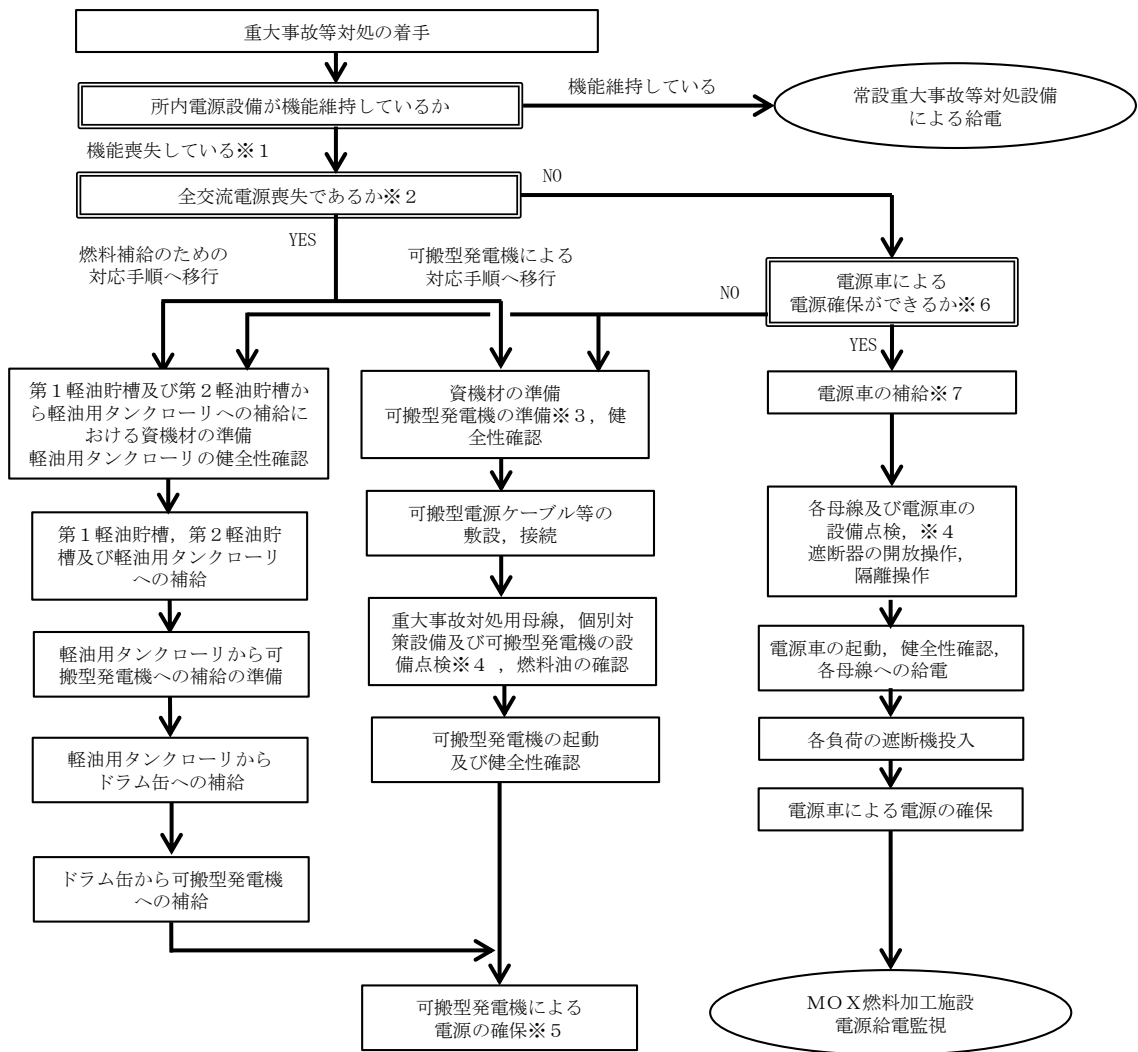 重大事故等対処の着手
所内電源設備が機能維持しているか
機能維持している
常設重大事故等対処設備
による給電
機能喪失している※1
全交流電源喪失であるか※2
NO
YES
燃料補給のための
対応手順へ移行
可搬型発電機による
対応手順へ移行
電源車による
電源確保ができるか※6
NO
YES
第1軽油貯槽及び第2軽油貯槽か
ら軽油用タンクローリへの補給に
おける資機材の準備
軽油用タンクローリの健全性確認
資機材の準備
可搬型発電機の準備※3，健
全性確認
電源車の補給※7
第1軽油貯槽，第2軽油貯
槽及び軽油用タンクローリ
への補給
可搬型電源ケーブル等の
敷設，接続
各母線及び電源車の
設備点検，※4
遮断器の開放操作，
隔離操作
軽油用タンクローリから可
搬型発電機への補給の準備
重大事故対処用母線，個別対
策設備及び可搬型発電機の設
備点検※4 ，燃料油の確認
電源車の起動，健全性確認，
各母線への給電
軽油用タンクローリから
ドラム缶への補給
可搬型発電機の起動
及び健全性確認
各負荷の遮断機投入
電源車による電源の確保
ドラム缶から可搬型発電機
への補給
可搬型発電機による
電源の確保※5
ＭＯＸ燃料加工施設
電源給電監視